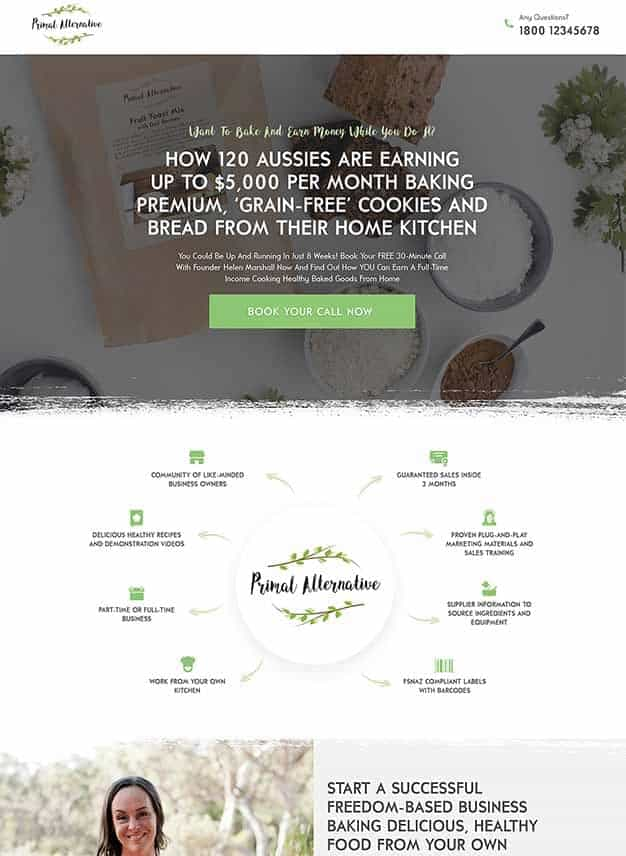 Primal Alternative
Any Questions?
1800 12345678
Primal Alternative
Fruit Toast Mix
Want To Bake And Earn Money While You Do It?
HOW 120 AUSSIES ARE EARNING
UP TO $5,000 PER MONTH BAKING
PREMIUM, 'GRAIN-FREE' COOKIES AND
BREAD FROM THEIR HOME KITCHEN
You Could Be Up And Running In Just 8 Weeks! Book Your FREE 30-Minute Call
With Founder Helen Marshall Now And Find Out How YOU Can Earn A Full-Time
Income Cooking Healthy Baked Goods From Home
BOOK YOUR CALL NOW
COMMUNITY OF LIKE-MINDED
BUSINESS OWNERS
GUARANTEED SALES INSIDE
3 MONTHS
DELICIOUS HEALTHY RECIPES
AND DEMONSTRATION VIDEOS
PROVEN PLUG-AND-PLAY
MARKETING MATERIALS AND
SALES TRAINING
Primal Alternative
PART-TIME OR FULL-TIME
BUSINESS
SUPPLIER INFORMATION TO
SOURCE INGREDIENTS AND
EQUIPMENT
WORK FROM YOUR OWN
KITCHEN
FSNAZ COMPLIANT LABELS
WITH BARCODES
START A SUCCESSFUL
FREEDOM-BASED BUSINESS
BAKING DELICIOUS, HEALTHY
FOOD FROM YOUR OWN